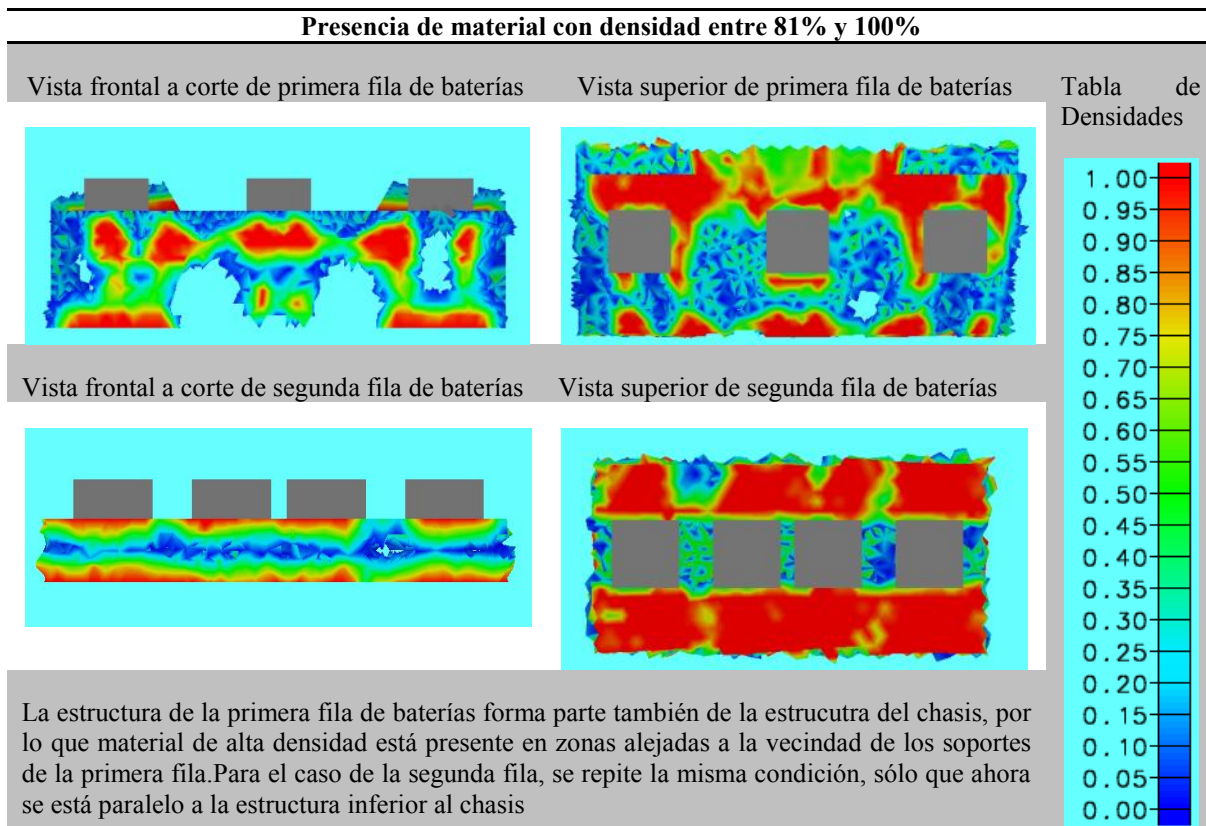 Presencia de material con densidad entre 81% y 100%
Vista frontal a corte de primera fila de baterías
Vista superior de primera fila de baterías
Tabla de
Densidades
1.00
0.95
0.90
0.85
0.80
0.75
0.70
0.65
0.60
0.55
0.50
0.45
0.40
0.35
0.30
0.25
0.20
0.15
0.10
0.05
0.00
Vista frontal a corte de segunda fila de baterías
Vista superior de segunda fila de baterías
La estructura de la primera fila de baterías forma parte también de la estrucutra del chasis, por
lo que material de alta densidad está presente en zonas alejadas a la vecindad de los soportes
de la primera fila.Para el caso de la segunda fila, se repite la misma condición, sólo que ahora
se está paralelo a la estructura inferior al chasis